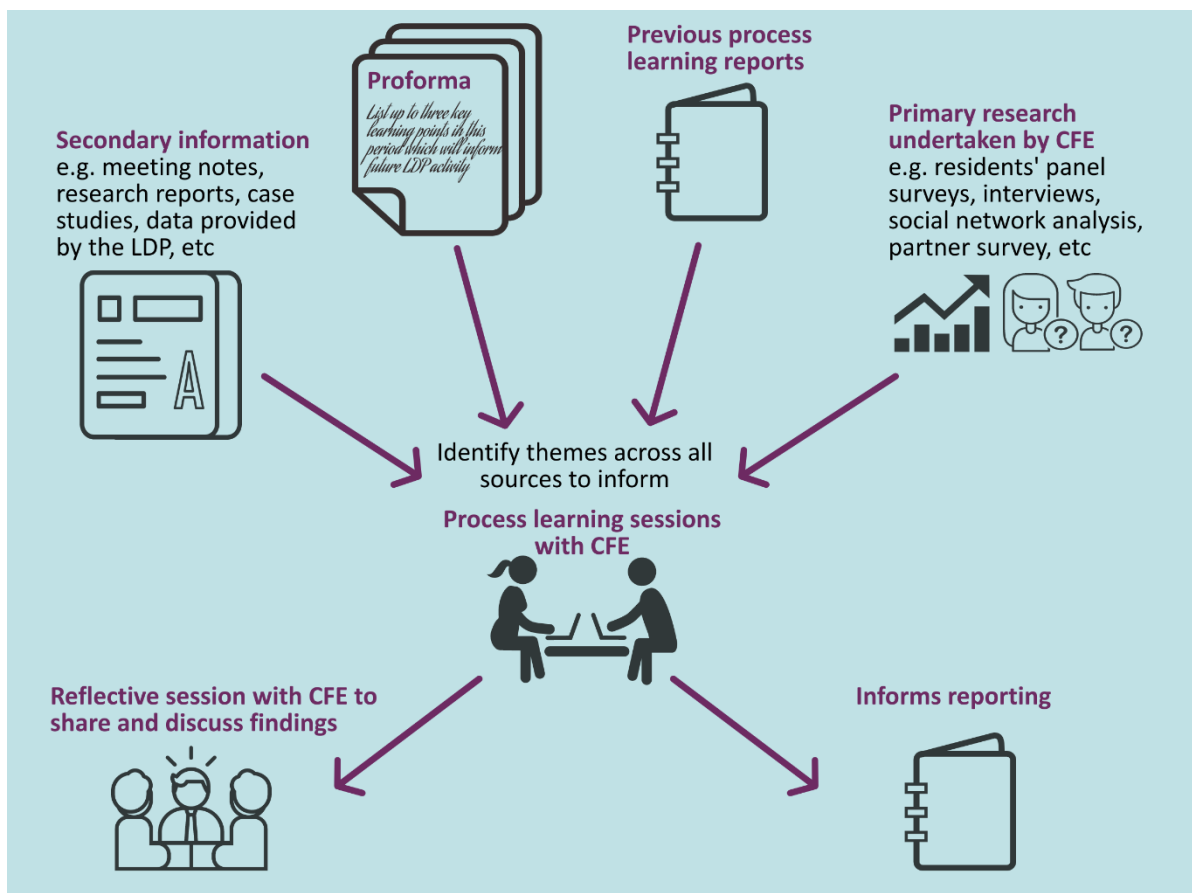 Secondary information
e.g. meeting notes,
research reports, case
studies, data provided
by the LDP, etc
Proforma
List up to three key
learning points in this
period which will inform
future LDP activity
Previous process
learning reports
Primary research
undertaken by CFE
e.g. residents' panel
surveys, interviews,
social network analysis,
partner survey, etc
A
? ?
Identify themes across all
sources to inform
Process learning sessions
with CFE
Reflective session with CFE to
share and discuss findings
Informs reporting